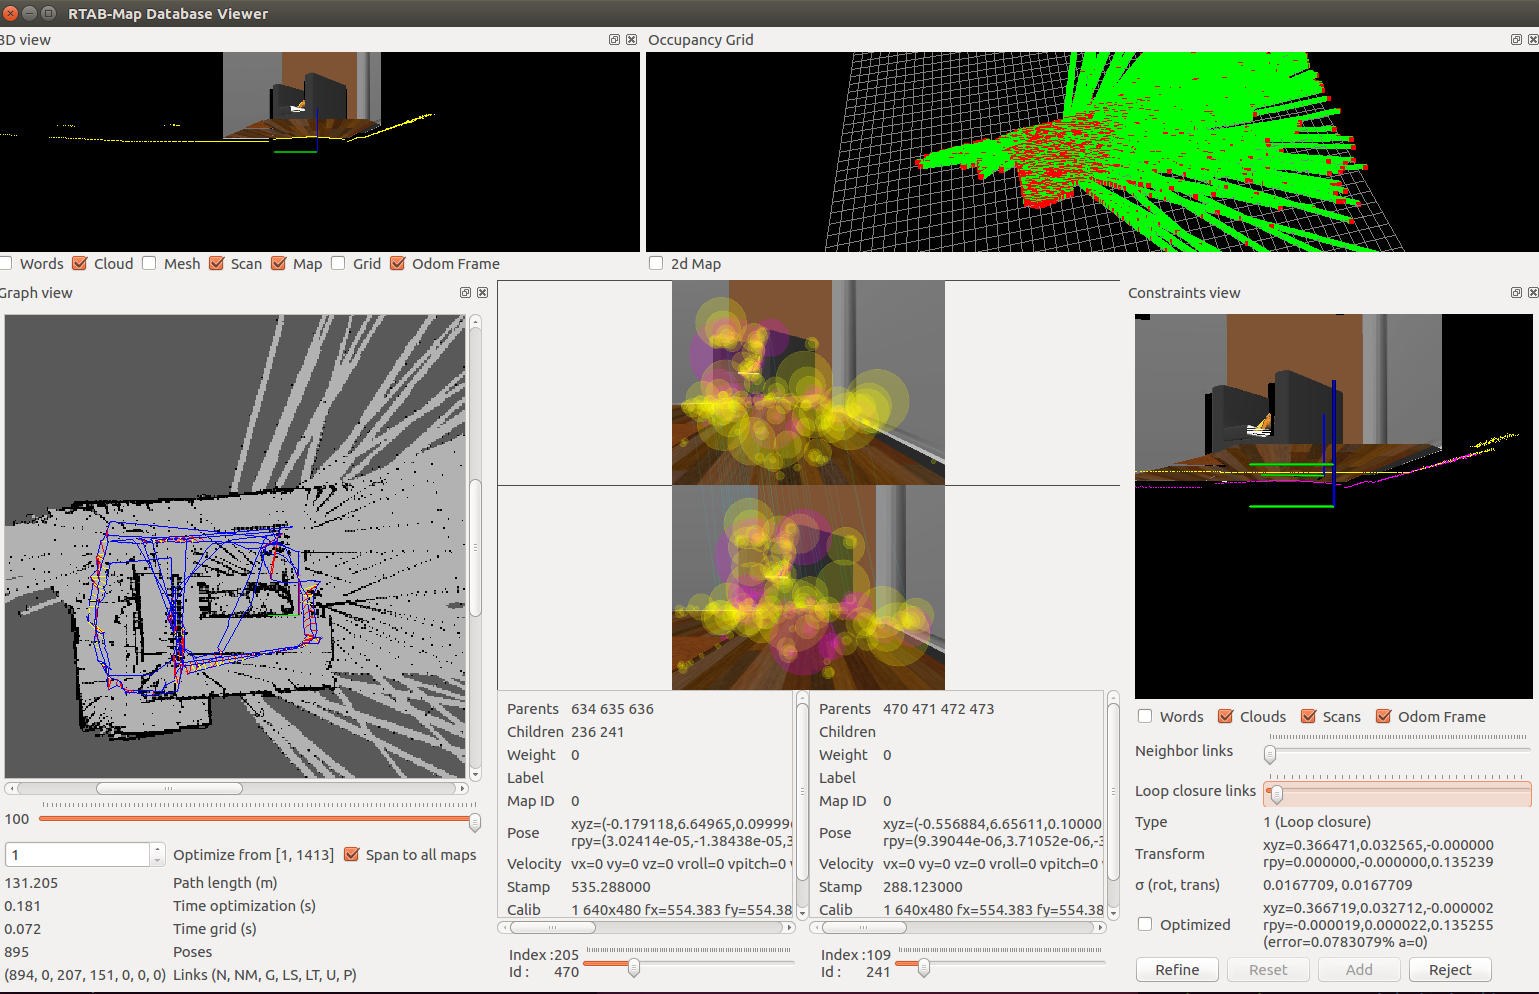 RTAB-Map Database Viewer
3D view
Occupancy Grid
Words Cloud Mesh Scan Map Grid Odom Frame
2d Map
Graph view
Constraints view
100
1 Optimize from [1, 1413] Span to all maps
131.205 Path length (m)
0.181 Time optimization (s)
0.072 Time grid (s)
895 Poses
(894, 0, 207, 151, 0, 0, 0) Links (N, NM, G, LS, LT, U, P)
Parents 634 635 636
Children 236 241
Weight 0
Label
Map ID 0
Pose xyz=(-0.179118,6.64965,0.09999
rpy=(3.02414e-05,-1.38438e-05,3
Velocity vx=0 vy=0 vz=0 vroll=0 vpitch=0 v
Stamp 535.288000
Calib 1 640x480 fx=554.383 fy=554.38
Index :205
Id : 470
Parents 470 471 472 473
Children
Weight 0
Label
Map ID 0
Pose xyz=(-0.556884,6.65611,0.10000
rpy=(9.39044e-06,3.71052e-06,-3
Velocity vx=0 vy=0 vz=0 vroll=0 vpitch=0 v
Stamp 288.123000
Calib 1 640x480 fx=554.383 fy=554.38
Index :109
Id : 241
Words Clouds Scans Odom Frame
Neighbor links
Loop closure links
Type 1 (Loop closure)
Transform xyz=0.366471,0.032565,-0.000000
rpy=0.000000,-0.000000,0.135239
σ (rot, trans) 0.0167709, 0.0167709
Optimized xyz=0.366719,0.032712,-0.000002
rpy=-0.000019,0.000022,0.135255
(error=0.0783079% a=0)
Refine Reset Add Reject